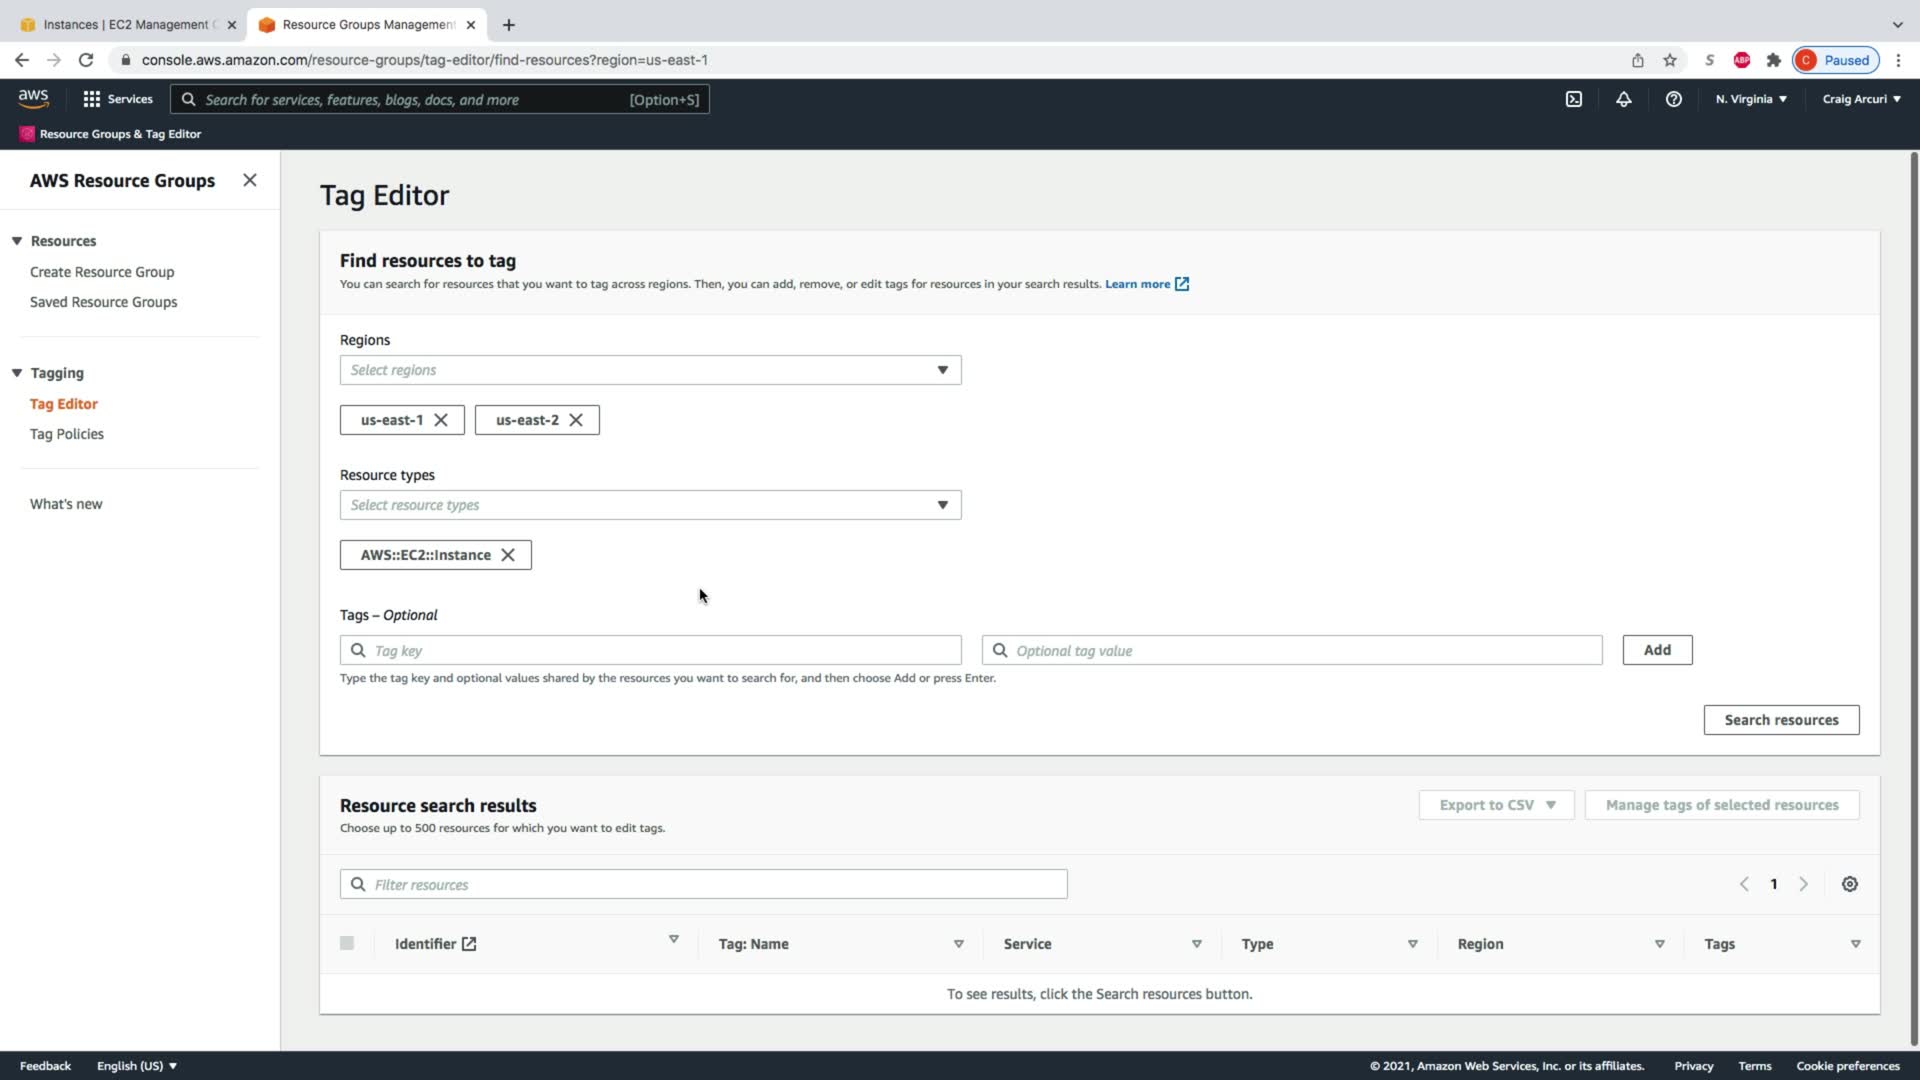 Instances | EC2 Management C
Resource Groups Management
console.aws.amazon.com/resource-groups/tag-editor/find-resources?region=us-east-1
S
ABP
C
Paused
aws
Services
Search for services, features, blogs, docs, and more
[Option+S]
N. Virginia
Craig Arcuri
Resource Groups & Tag Editor
AWS Resource Groups
Resources
Create Resource Group
Saved Resource Groups
Tagging
Tag Editor
Tag Policies
What's new
Tag Editor
Find resources to tag
You can search for resources that you want to tag across regions. Then, you can add, remove, or edit tags for resources in your search results. Learn more
Regions
Select regions
us-east-1
us-east-2
Resource types
Select resource types
AWS::EC2::Instance
Tags – Optional
Tag key
Optional tag value
Add
Type the tag key and optional values shared by the resources you want to search for, and then choose Add or press Enter.
Search resources
Resource search results
Choose up to 500 resources for which you want to edit tags.
Export to CSV
Manage tags of selected resources
Filter resources
1
Identifier
Tag: Name
Service
Type
Region
Tags
To see results, click the Search resources button.
Feedback
English (US)
© 2021, Amazon Web Services, Inc. or its affiliates.
Privacy
Terms
Cookie preferences